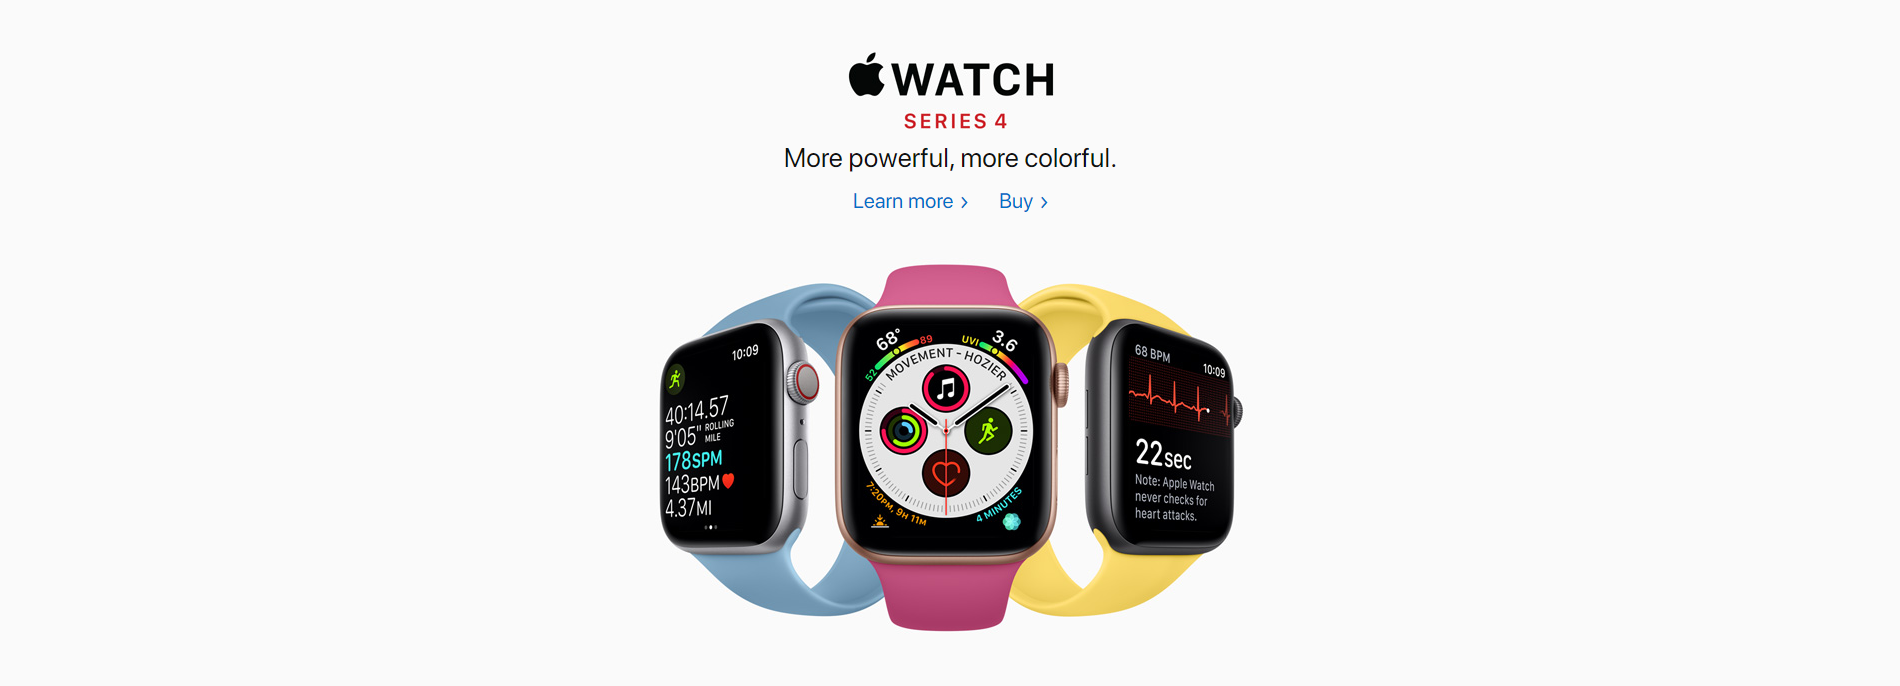 WATCH
SERIES 4
More powerful, more colorful.
Learn more >
Buy >
10:09
40:14.57
9'05" ROLLING MILE
178SPM
143BPM
4.37MI
68°
52
89
UVI
3.6
MOVEMENT - HOZIER
7:20PM, 9H 11M
4 MINUTES
68 BPM
10:09
22sec
Note: Apple Watch
never checks for
heart attacks.